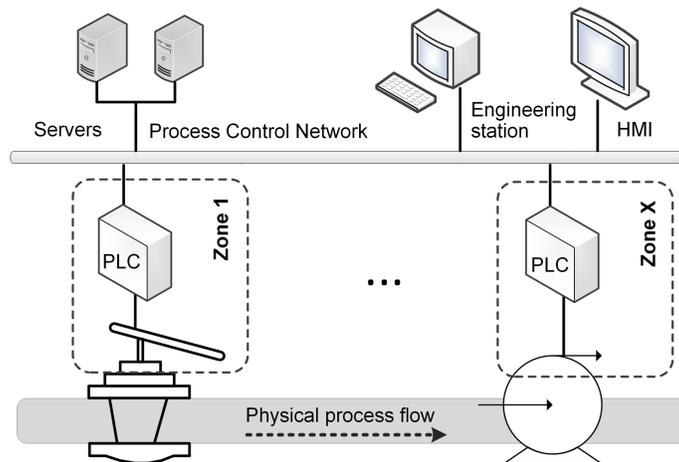 Servers
Process Control Network
Engineering
station
HMI
Zone 1
PLC
...
Zone X
PLC
Physical process flow